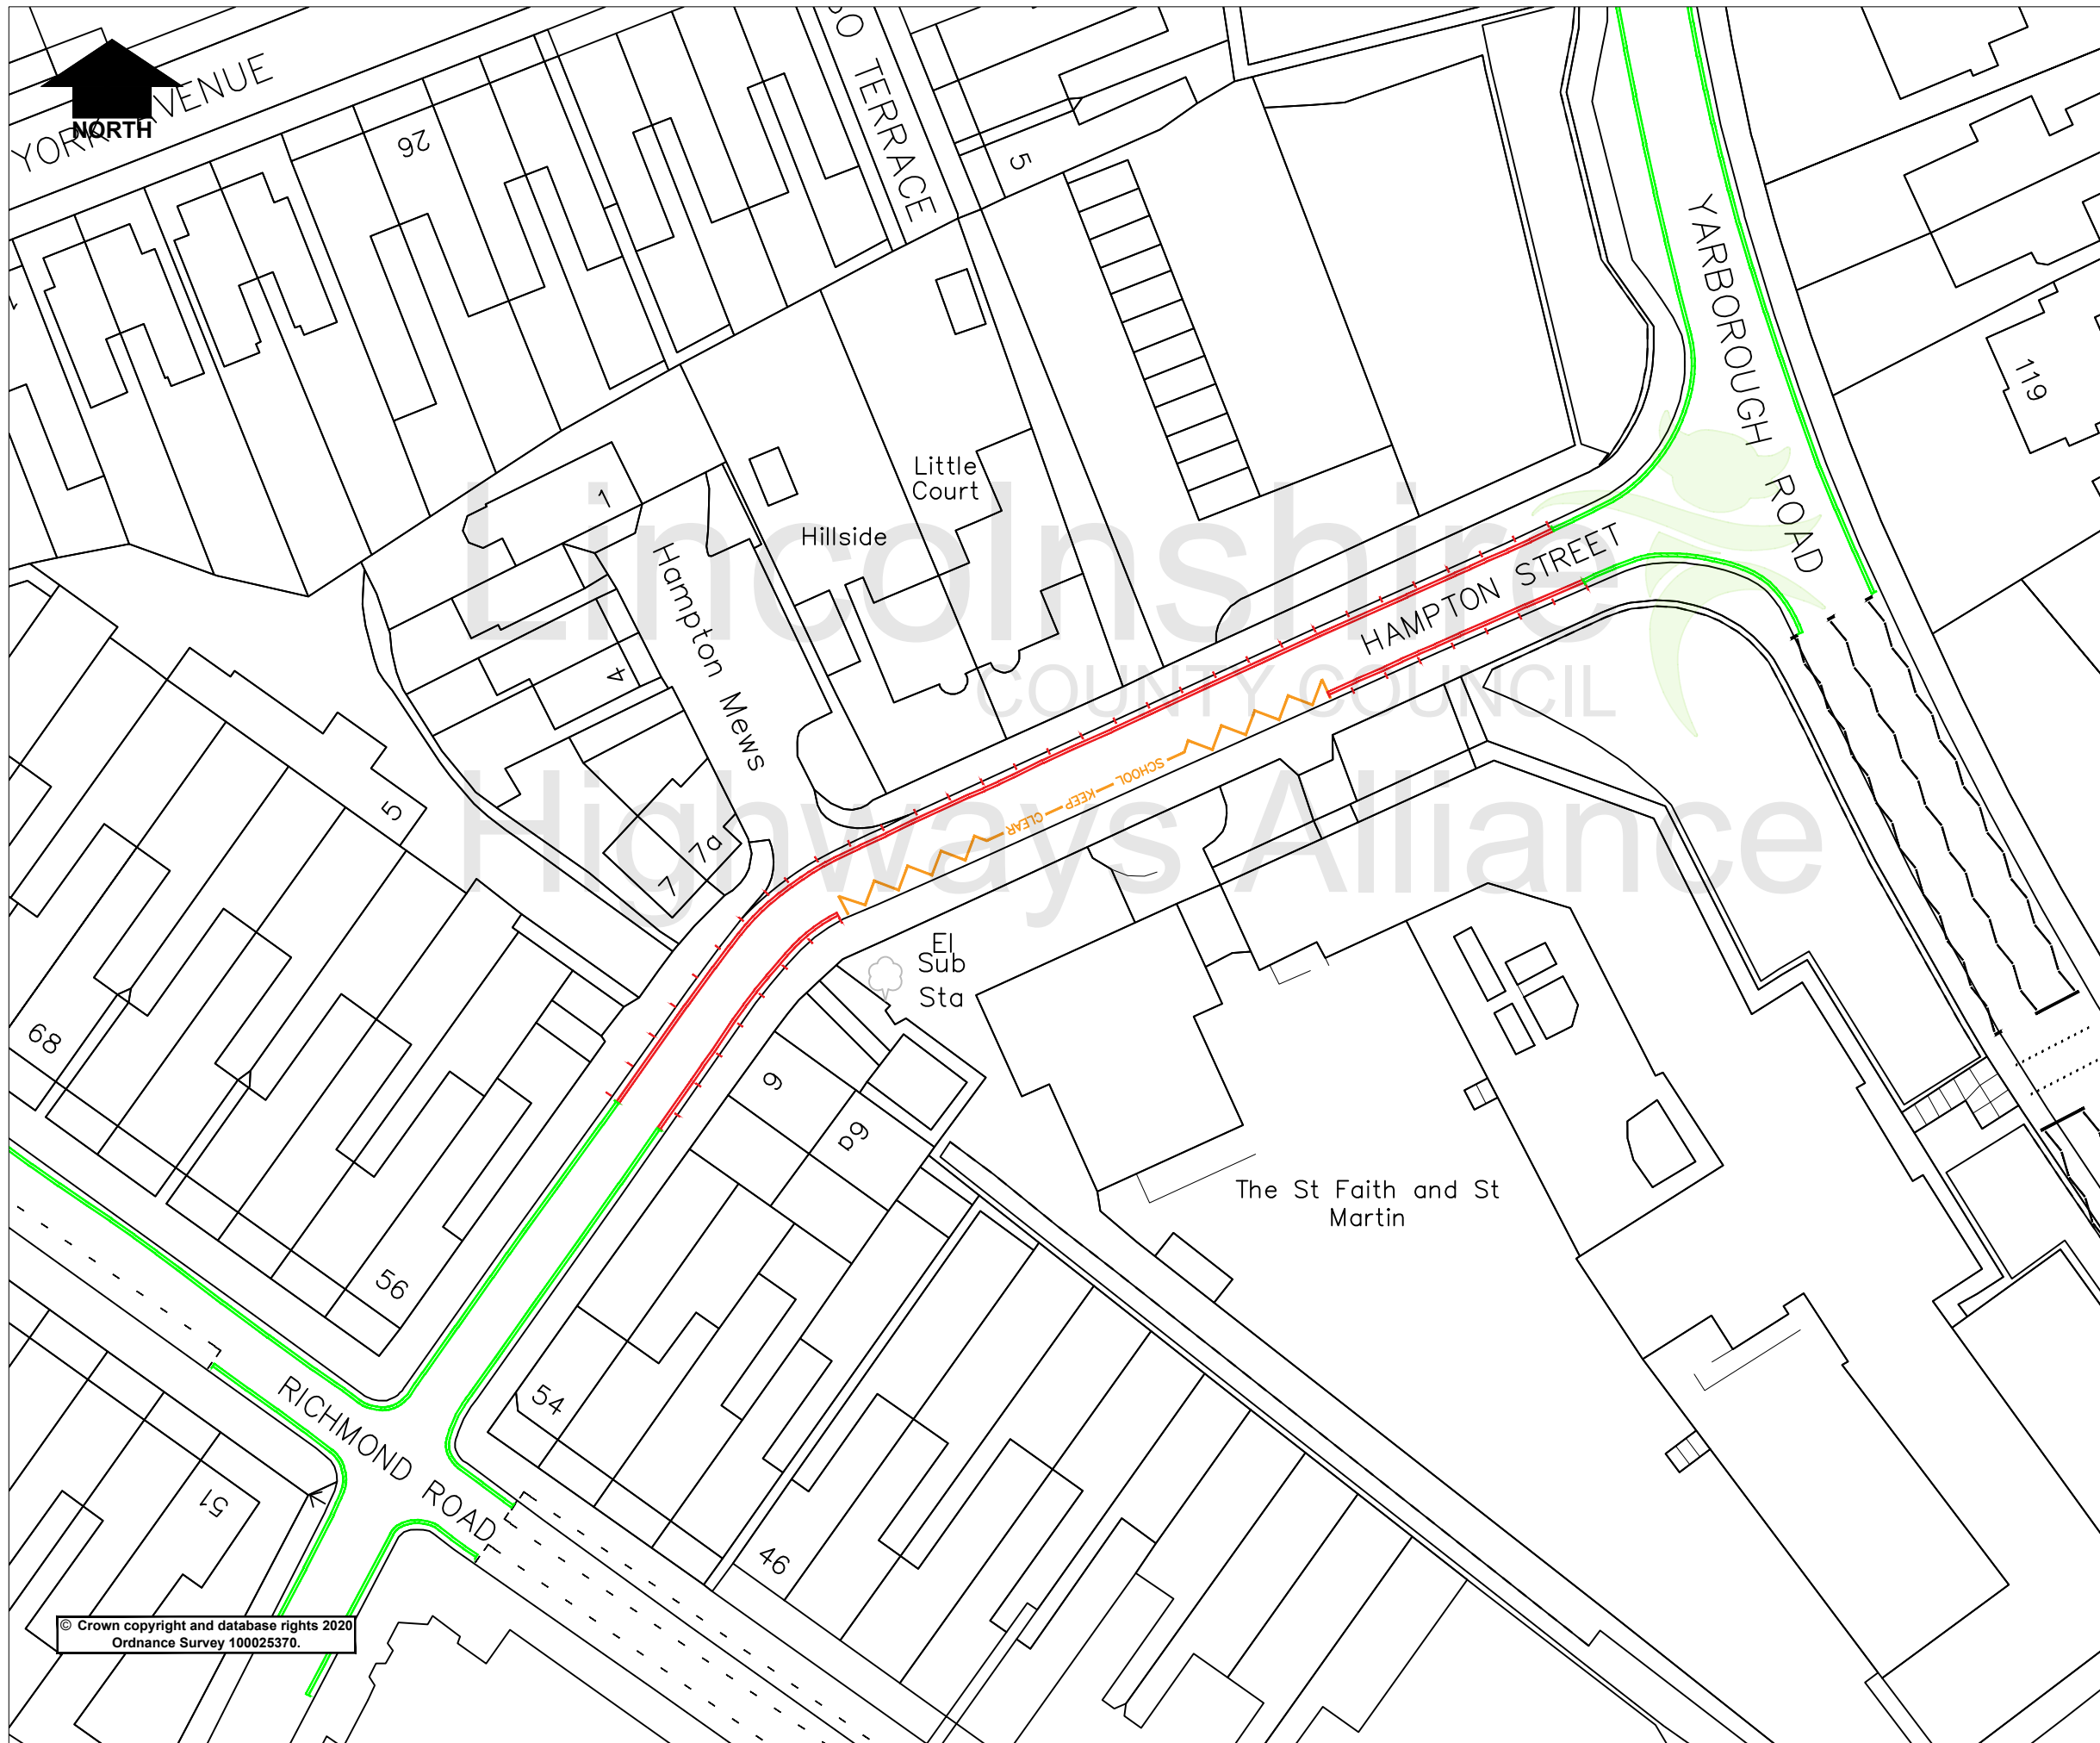 NORTH
YORK AVENUE
26
SO TERRACE
5
YARBOROUGH ROAD
119
Little
Court
Hillside
1
Hampton Mews
4
HAMPTON STREET
Lincolnshire
COUNTY COUNCIL
Highways Alliance
SCHOOL KEEP CLEAR
5
7a
7
El
Sub
Sta
68
9
9a
The St Faith and St
Martin
56
54
RICHMOND ROAD
51
46
© Crown copyright and database rights 2020
Ordnance Survey 100025370.